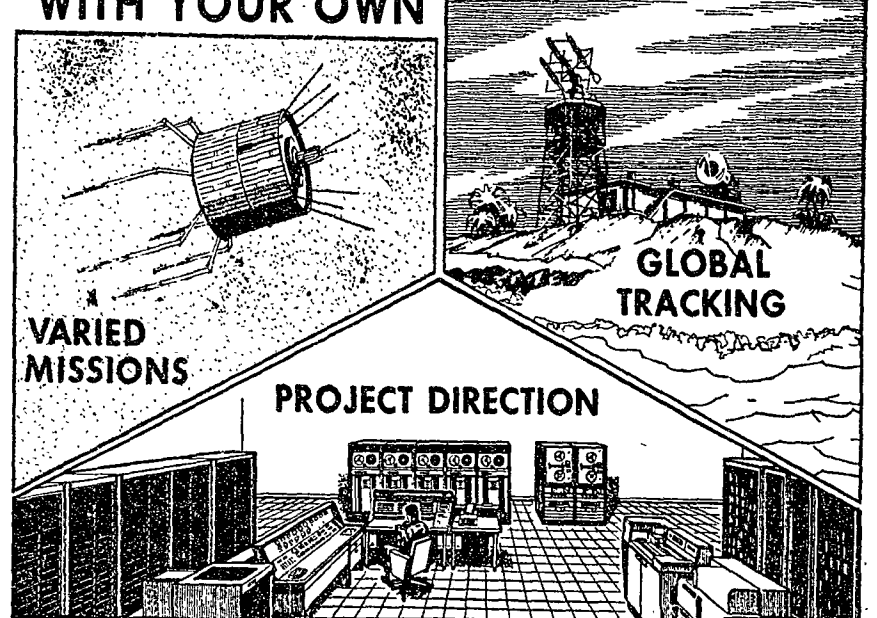 WITH YOUR OWN
VARIED
MISSIONS
GLOBAL
TRACKING
PROJECT DIRECTION